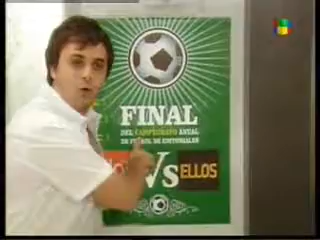 FINAL
DEL CAMPEONATO ANUAL
DE FÚTBOL DE EDITORIALES
Vs ELLOS